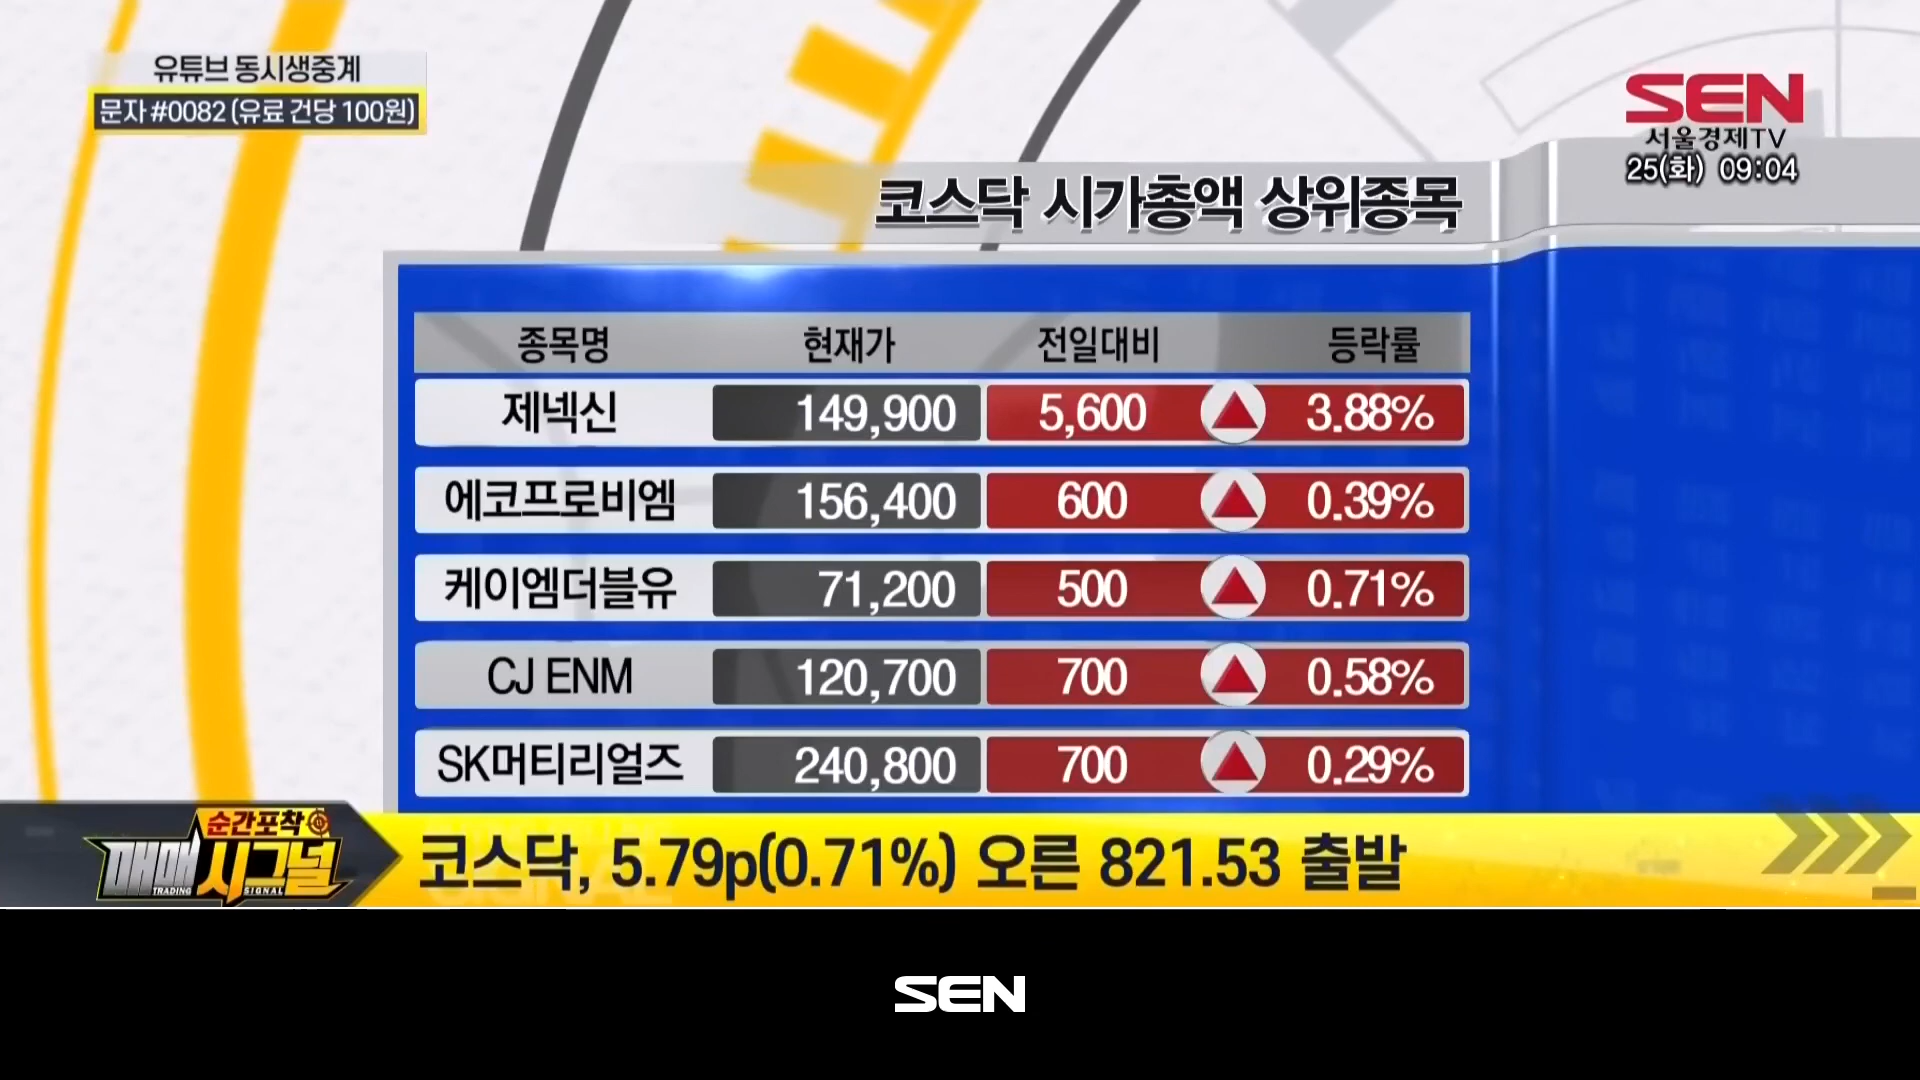 유튜브 동시생중계
문자 #0082 (유료 건당 100원)
SEN
서울경제TV
25(화) 09:04
코스닥 시가총액 상위종목
종목명 현재가 전일대비 등락률
제넥신 149,900 5,600 3.88%
에코프로비엠 156,400 600 0.39%
케이엠더블유 71,200 500 0.71%
CJ ENM 120,700 700 0.58%
SK머티리얼즈 240,800 700 0.29%
순간포착
매매 시그널
TRADING SIGNAL
코스닥, 5.79p(0.71%) 오른 821.53 출발
SEN